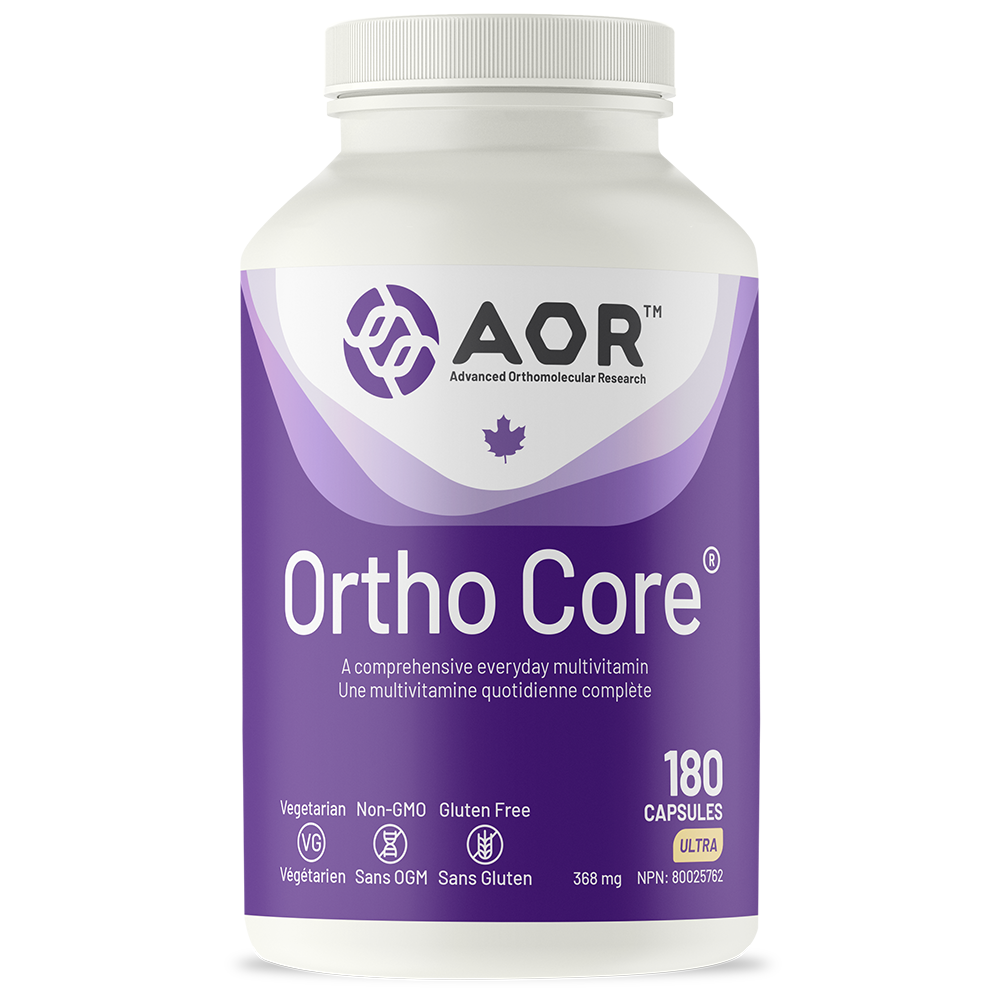 AOR™
Advanced Orthomolecular Research
Ortho Core®
A comprehensive everyday multivitamin
Une multivitamine quotidienne complète
180
CAPSULES
ULTRA
Vegetarian Non-GMO Gluten Free
VG
Végétarien Sans OGM Sans Gluten
368 mg NPN: 80025762